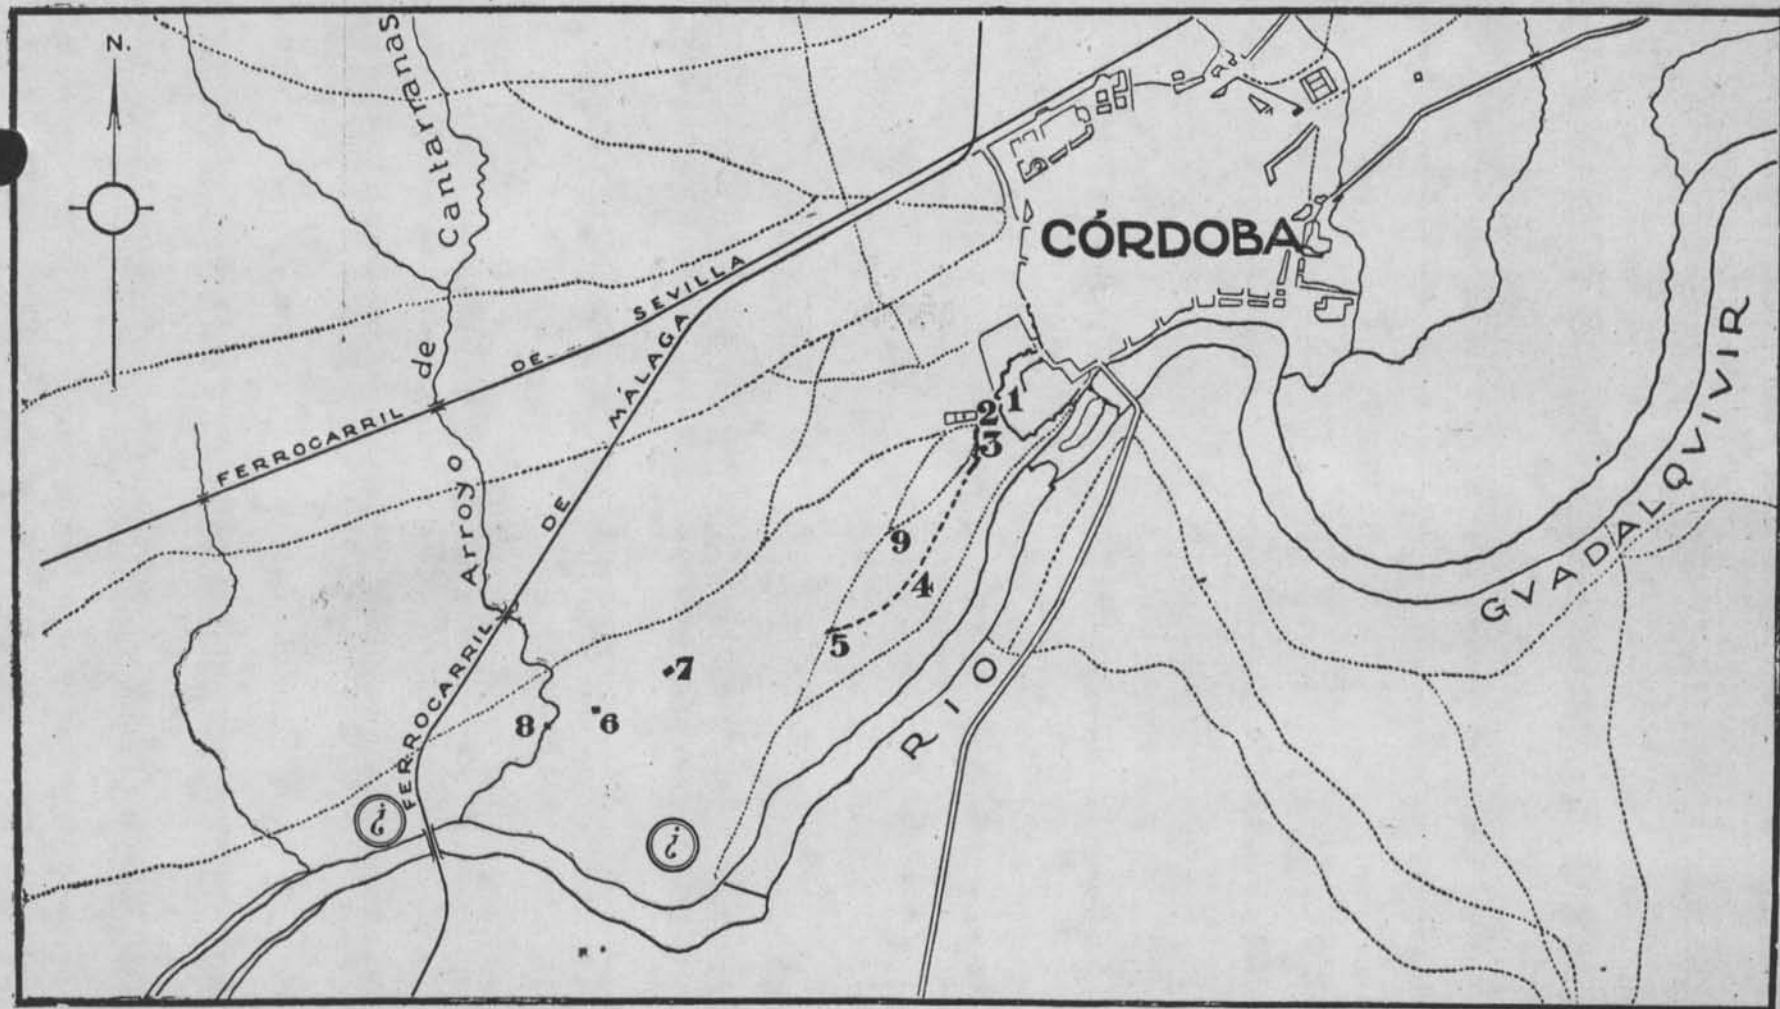 N.
Arroyo de Cantarranas
CÓRDOBA
FERROCARRIL DE SEVILLA
FERROCARRIL DE MÁLAGA
RIO GVADALQVIVIR
1
2
3
9
4
5
7
6
8
¿
¿